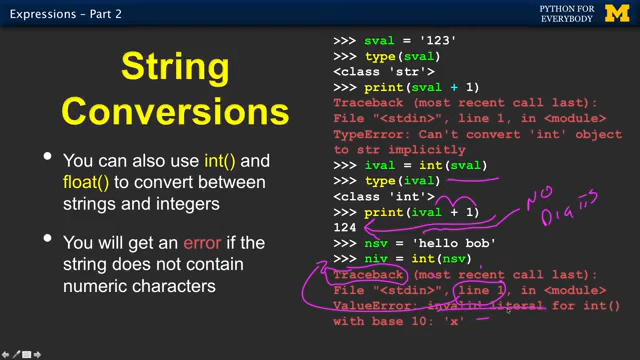 Expressions – Part 2
PYTHON FOR
EVERYBODY
M
String
Conversions
• You can also use int() and
float() to convert between
strings and integers
• You will get an error if the
string does not contain
numeric characters
>>> sval = '123'
>>> type(sval)
<class 'str'>
>>> print(sval + 1)
Traceback (most recent call last):
File "<stdin>", line 1, in <module>
TypeError: Can't convert 'int' object
to str implicitly
>>> ival = int(sval)
>>> type(ival)
<class 'int'>
>>> print(ival + 1)
124
>>> nsv = 'hello bob'
>>> niv = int(nsv)
Traceback (most recent call last):
File "<stdin>", line 1, in <module>
ValueError: invalid literal for int()
with base 10: 'x'
NO
DIGITS